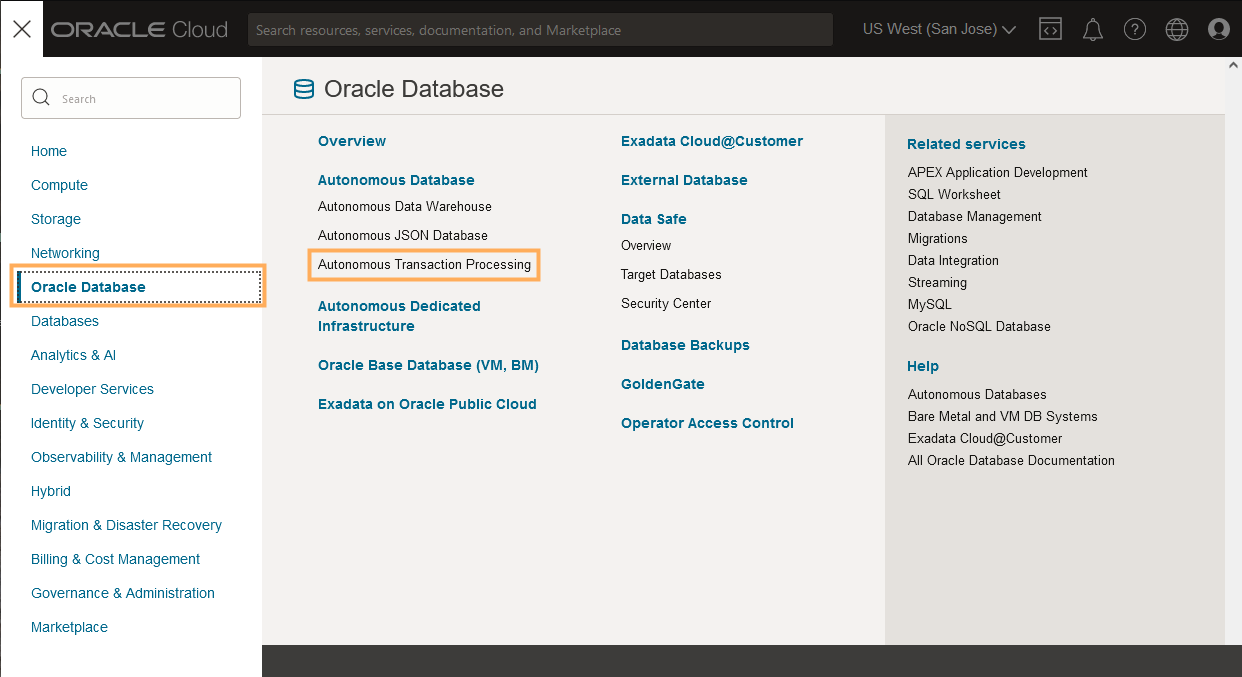 ORACLE Cloud
Search resources, services, documentation, and Marketplace
US West (San Jose)
Search
Home
Compute
Storage
Networking
Oracle Database
Databases
Analytics & AI
Developer Services
Identity & Security
Observability & Management
Hybrid
Migration & Disaster Recovery
Billing & Cost Management
Governance & Administration
Marketplace
Oracle Database
Overview
Autonomous Database
Autonomous Data Warehouse
Autonomous JSON Database
Autonomous Transaction Processing
Autonomous Dedicated
Infrastructure
Oracle Base Database (VM, BM)
Exadata on Oracle Public Cloud
Exadata Cloud@Customer
External Database
Data Safe
Overview
Target Databases
Security Center
Database Backups
GoldenGate
Operator Access Control
Related services
APEX Application Development
SQL Worksheet
Database Management
Migrations
Data Integration
Streaming
MySQL
Oracle NoSQL Database
Help
Autonomous Databases
Bare Metal and VM DB Systems
Exadata Cloud@Customer
All Oracle Database Documentation